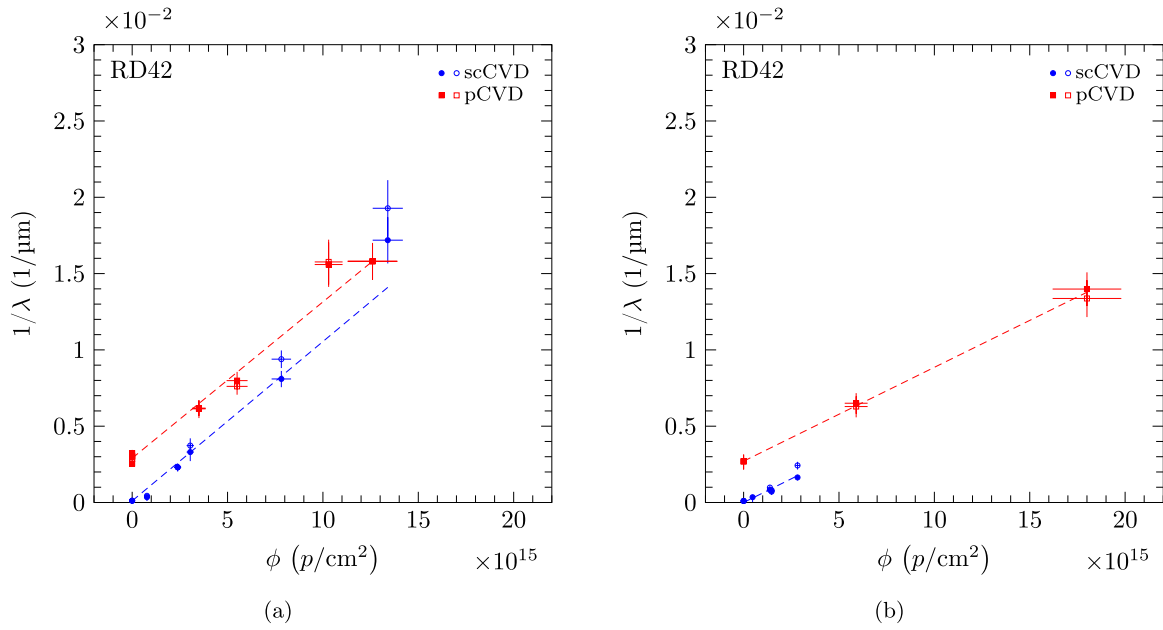 ×10⁻²
3
2.5
2
1.5
1
0.5
0
RD42
scCVD
pCVD
1/λ (1/µm)
0 5 10 15 20
ϕ (p/cm²)
×10¹⁵
(a)
×10⁻²
3
2.5
2
1.5
1
0.5
0
RD42
scCVD
pCVD
1/λ (1/µm)
0 5 10 15 20
ϕ (p/cm²)
×10¹⁵
(b)